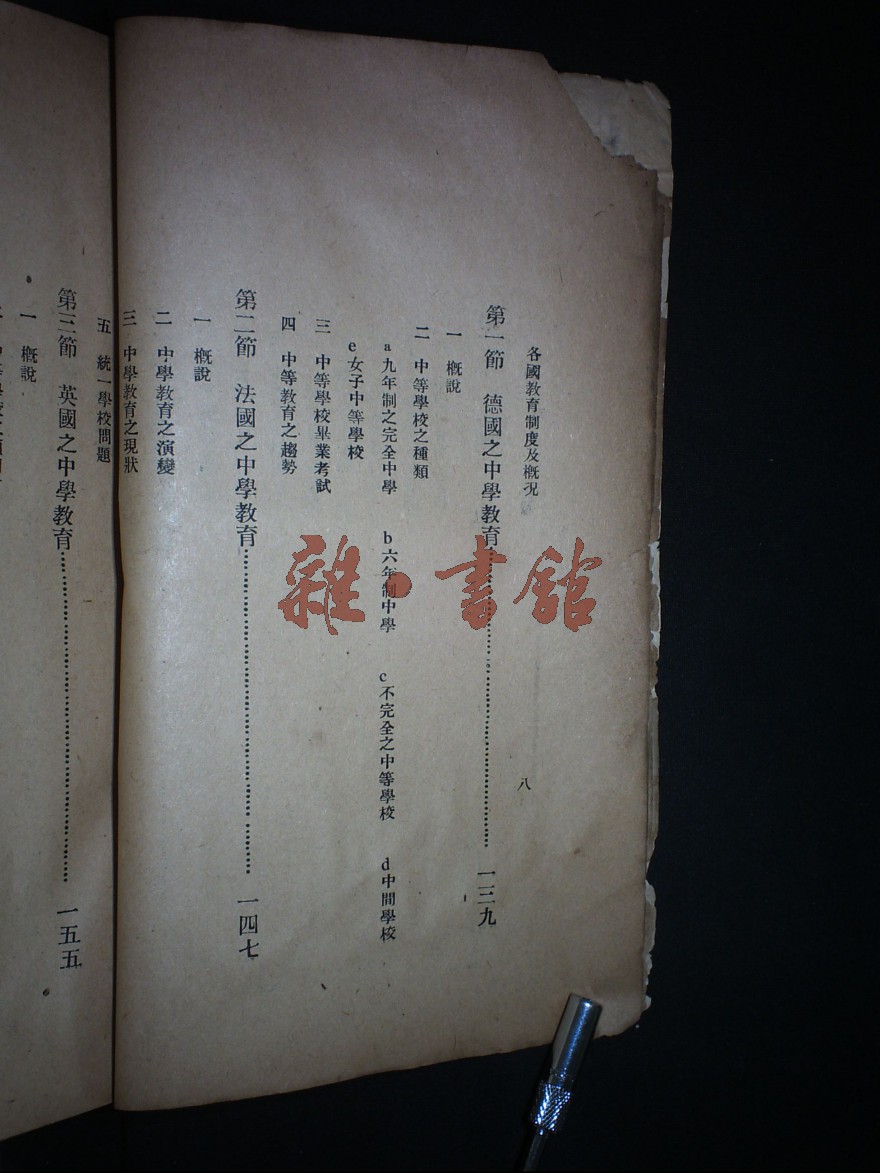 各國教育制度及概況
八
第一節 德國之中學教育 一三九
一 概說
二 中等學校之種類
a九年制之完全中學 b六年制中學 c不完全之中等學校 d中間學校
e女子中等學校
三 中等學校畢業考試
四 中等教育之趨勢
第二節 法國之中學教育 一四七
一 概說
二 中學教育之演變
三 中學教育之現狀
五 統一學校問題
第三節 英國之中學教育 一五五
一 概說
雜·書館